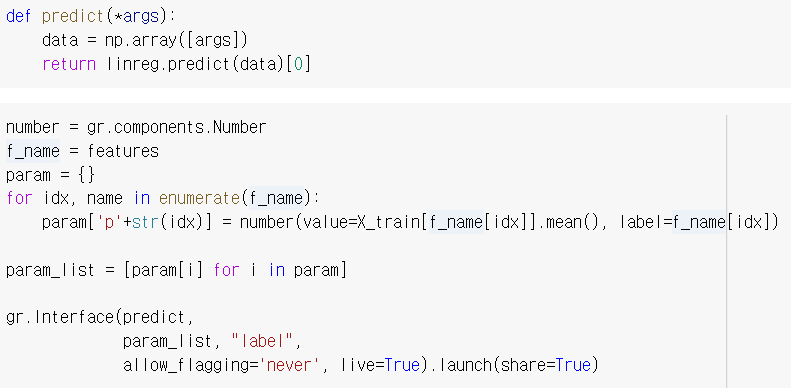 def predict(*args):
    data = np.array([args])
    return linreg.predict(data)[0]
number = gr.components.Number
f_name = features
param = {}
for idx, name in enumerate(f_name):
    param['p'+str(idx)] = number(value=X_train[f_name[idx]].mean(), label=f_name[idx])
param_list = [param[i] for i in param]
gr.Interface(predict,
             param_list, "label",
             allow_flagging='never', live=True).launch(share=True)